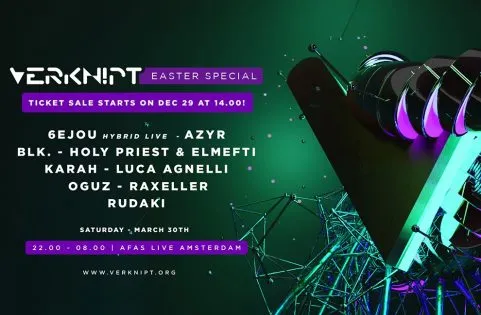 VERKN!PT EASTER SPECIAL
TICKET SALE STARTS ON DEC 29 AT 14.00!
6EJOU HYBRID LIVE - AZYR
BLK. - HOLY PRIEST & ELMEFTI
KARAH - LUCA AGNELLI
OGUZ - RAXELLER
RUDAKI
SATURDAY - MARCH 30TH
22.00 - 08.00 | AFAS LIVE AMSTERDAM
WWW.VERKNIPT.ORG